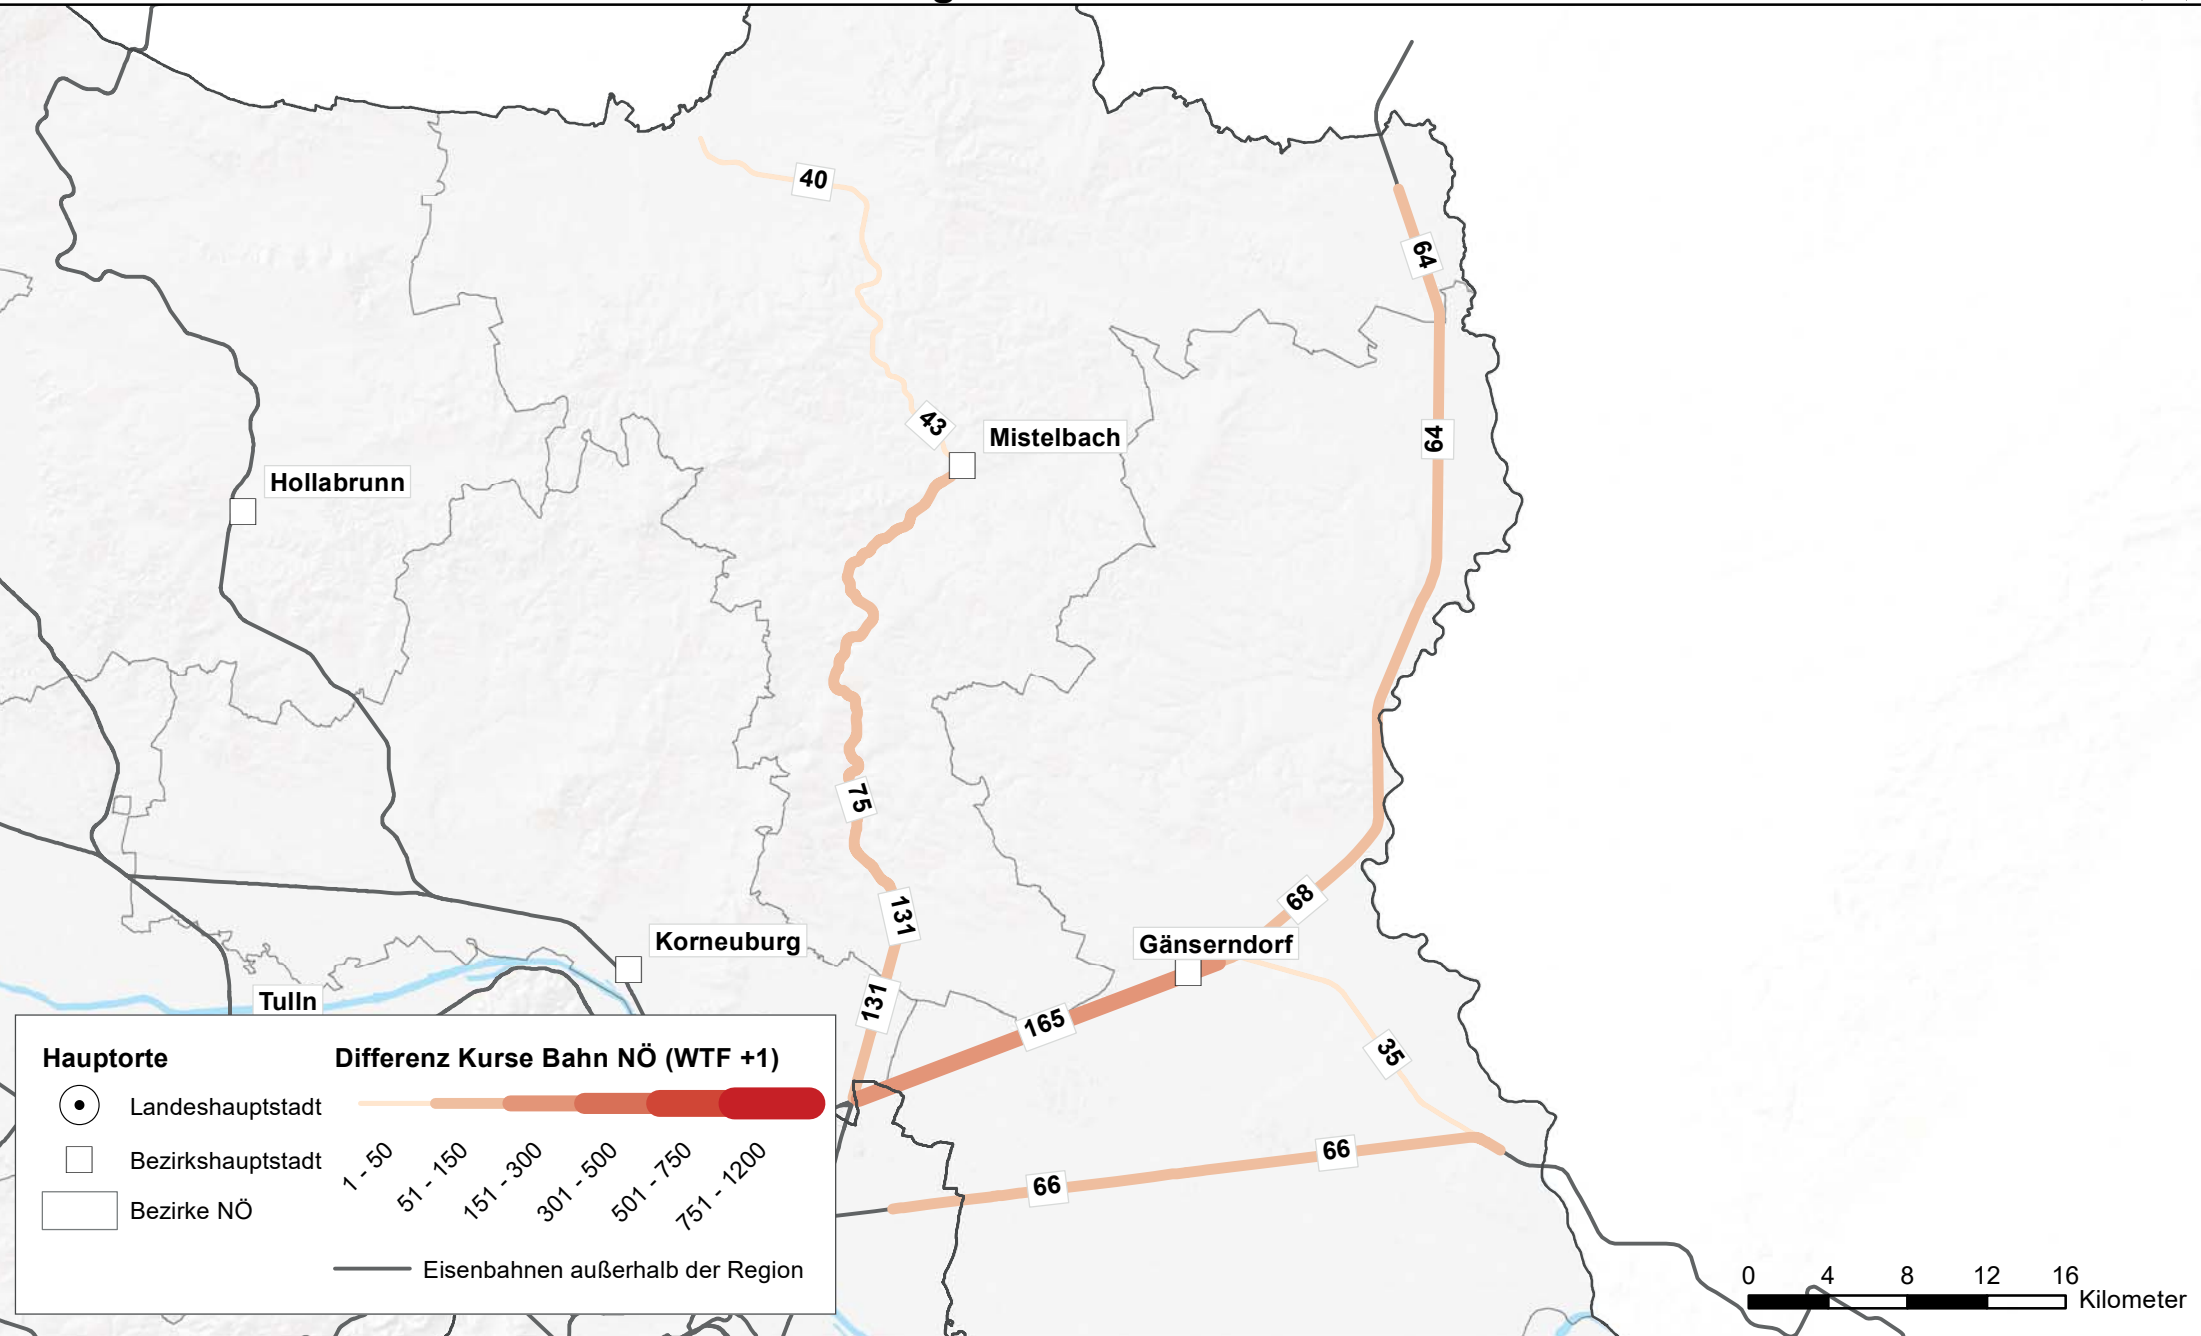 40
64
43
Mistelbach
64
Hollabrunn
75
68
131
Korneuburg
Gänserndorf
Tulln
131
165
35
66
66
Hauptorte
Landeshauptstadt
Bezirkshauptstadt
Bezirke NÖ
Differenz Kurse Bahn NÖ (WTF +1)
1 - 50
51 - 150
151 - 300
301 - 500
501 - 750
751 - 1200
Eisenbahnen außerhalb der Region
0 4 8 12 16
Kilometer